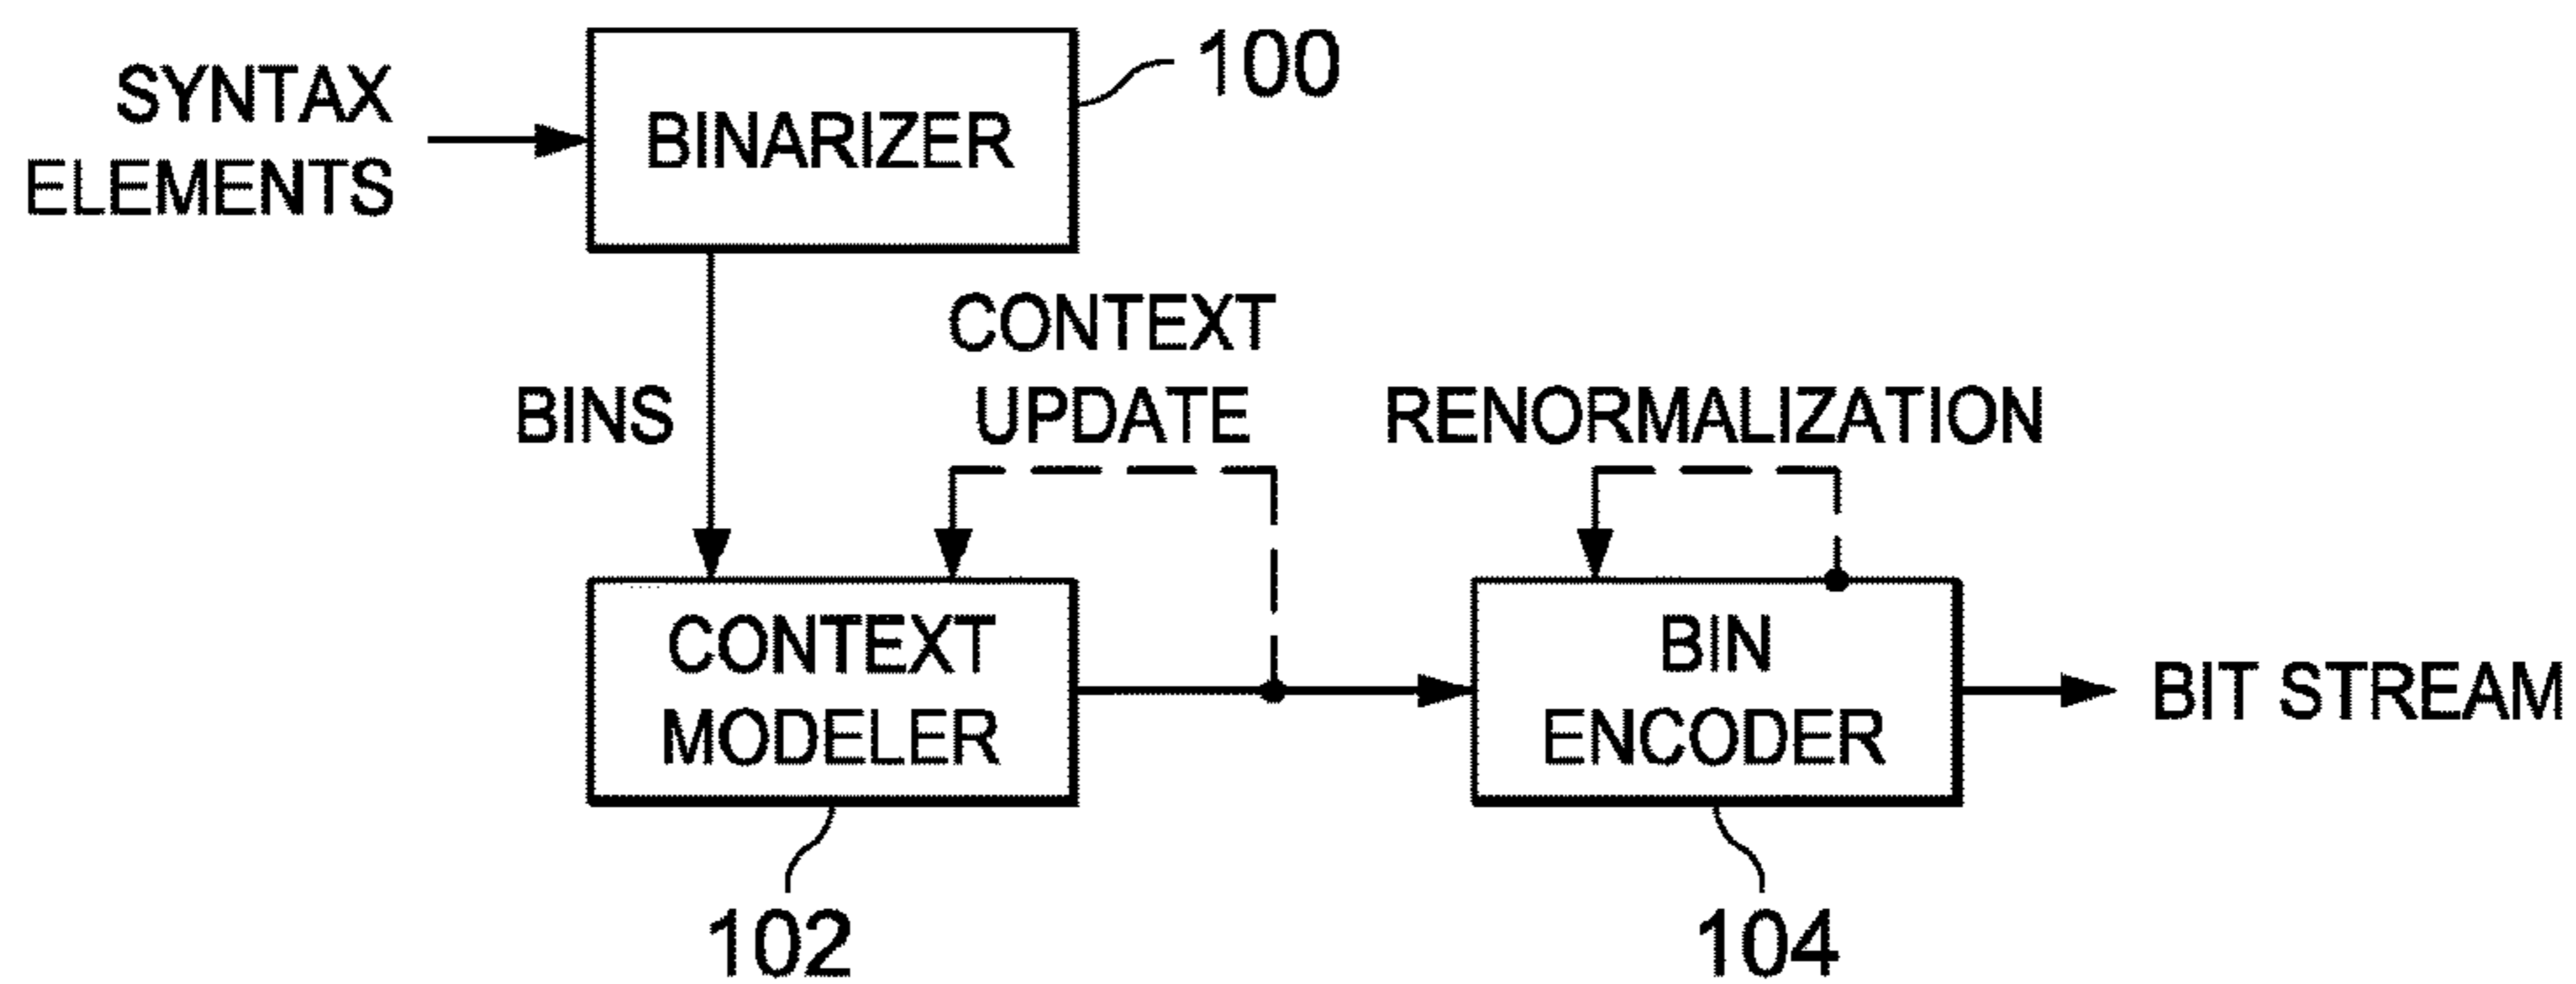 SYNTAX
ELEMENTS
BINARIZER
100
BINS
CONTEXT
UPDATE
RENORMALIZATION
CONTEXT
MODELER
BIN
ENCODER
BIT STREAM
102
104